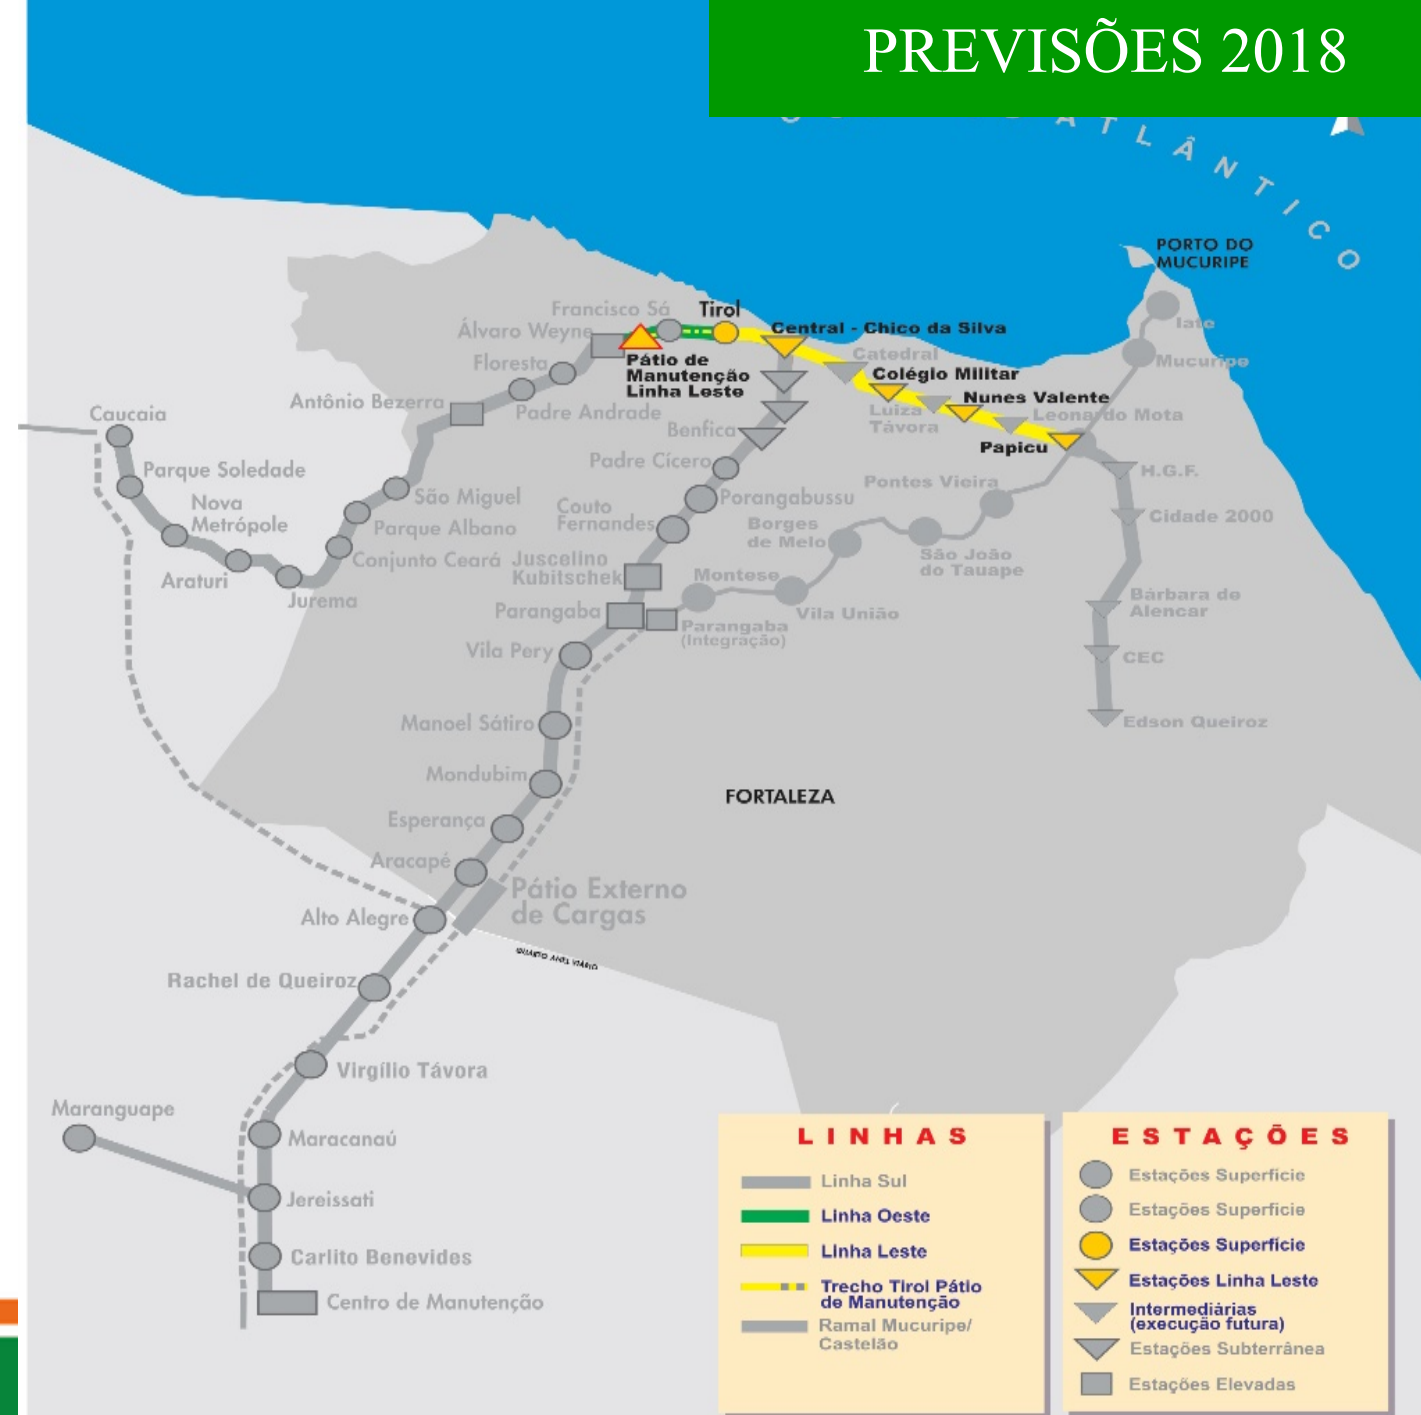 PREVISÕES 2018
ATLÂNTICO
PORTO DO
MUCURIPE
Francisco Sá
Tirol
Álvaro Weyne
Central - Chico da Silva
Iate
Floresta
Pátio de
Manutenção
Linha Leste
Catedral
Colégio Militar
Mucuripe
Antônio Bezerra
Padre Andrade
Nunes Valente
Luiza
Távora
Leonardo Mota
Caucaia
Benfica
Papicu
Parque Soledade
Padre Cícero
H.G.F.
Nova
Metrópole
São Miguel
Couto
Fernandes
Porangabussu
Pontes Vieira
Cidade 2000
Parque Albano
Borges
de Melo
Araturi
Conjunto Ceará
Juscelino
Kubitschek
São João
do Tauape
Jurema
Montese
Bárbara de
Alencar
Parangaba
Parangaba
(Integração)
Vila União
Vila Pery
CEC
Manoel Sátiro
Edson Queiroz
Mondubim
FORTALEZA
Esperança
Aracapé
Pátio Externo
de Cargas
Alto Alegre
QUARTO ANEL VIÁRIO
Rachel de Queiroz
Virgílio Távora
Maranguape
Maracanaú
Jereissati
Carlito Benevides
Centro de Manutenção
LINHAS
Linha Sul
Linha Oeste
Linha Leste
Trecho Tirol Pátio
de Manutenção
Ramal Mucuripe/
Castelão
ESTAÇÕES
Estações Superfície
Estações Superfície
Estações Superfície
Estações Linha Leste
Intermediárias
(execução futura)
Estações Subterrânea
Estações Elevadas